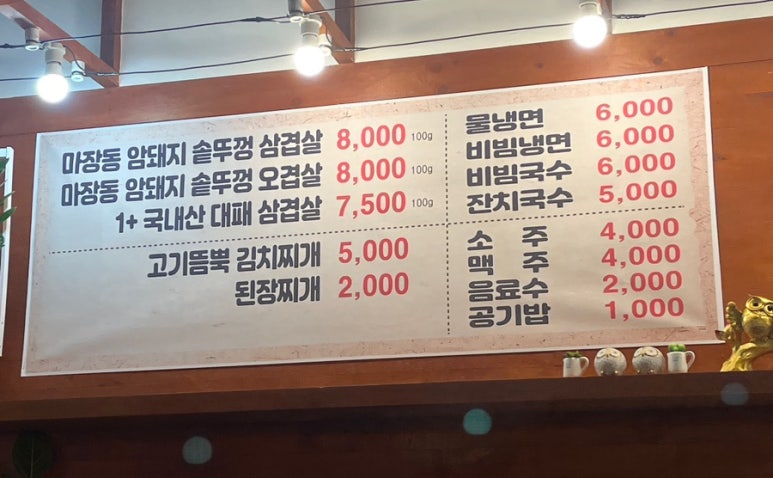 마장동 암돼지 솥뚜껑 삼겹살 8,000 100g
마장동 암돼지 솥뚜껑 오겹살 8,000 100g
1+ 국내산 대패 삼겹살 7,500 100g
고기듬뿍 김치찌개 5,000
된장찌개 2,000
물냉면 6,000
비빔냉면 6,000
비빔국수 6,000
잔치국수 5,000
소 주 4,000
맥 주 4,000
음료수 2,000
공기밥 1,000